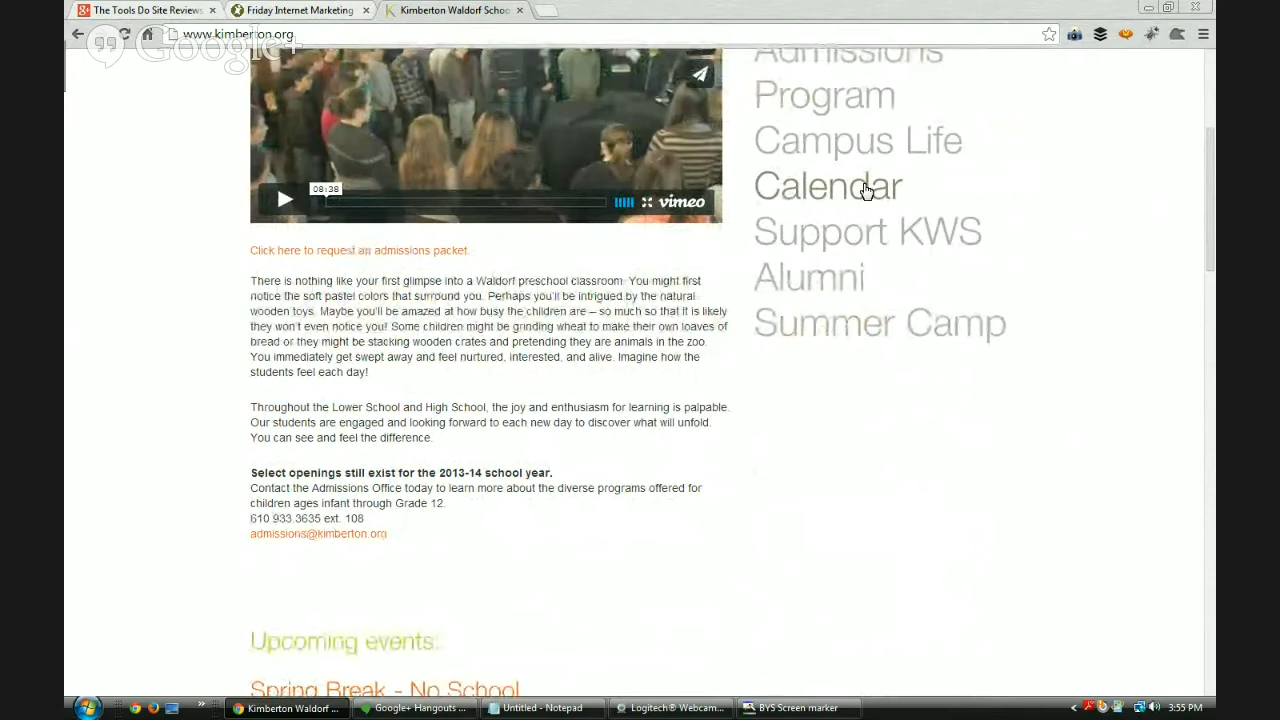 The Tools Do Site Reviews
Friday Internet Marketing
Kimberton Waldorf Schoo
Google+
www.kimberton.org
Admissions
Program
Campus Life
Calendar
Support KWS
Alumni
Summer Camp
08:38
vimeo
Click here to request an admissions packet.
There is nothing like your first glimpse into a Waldorf preschool classroom. You might first
notice the soft pastel colors that surround you. Perhaps you'll be intrigued by the natural
wooden toys. Maybe you'll be amazed at how busy the children are – so much so that it is likely
they won't even notice you! Some children might be grinding wheat to make their own loaves of
bread or they might be stacking wooden crates and pretending they are animals in the zoo.
You immediately get swept away and feel nurtured, interested, and alive. Imagine how the
students feel each day!
Throughout the Lower School and High School, the joy and enthusiasm for learning is palpable.
Our students are engaged and looking forward to each new day to discover what will unfold.
You can see and feel the difference.
Select openings still exist for the 2013-14 school year.
Contact the Admissions Office today to learn more about the diverse programs offered for
children ages infant through Grade 12.
610.933.3635 ext. 108
admissions@kimberton.org
Upcoming events:
Spring Break - No School
Kimberton Waldorf ...
Google+ Hangouts ...
Untitled - Notepad
Logitech® Webcam...
BYS Screen marker
3:55 PM